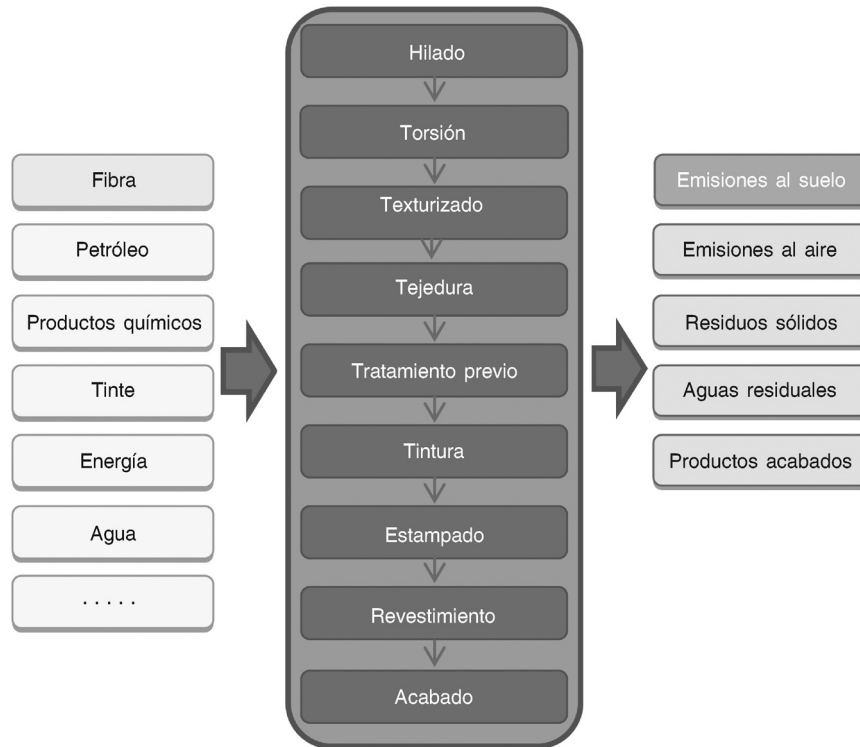 Fibra
Petróleo
Productos químicos
Tinte
Energía
Agua
. . . . .
Hilado
Torsión
Texturizado
Tejedura
Tratamiento previo
Tintura
Estampado
Revestimiento
Acabado
Emisiones al suelo
Emisiones al aire
Residuos sólidos
Aguas residuales
Productos acabados